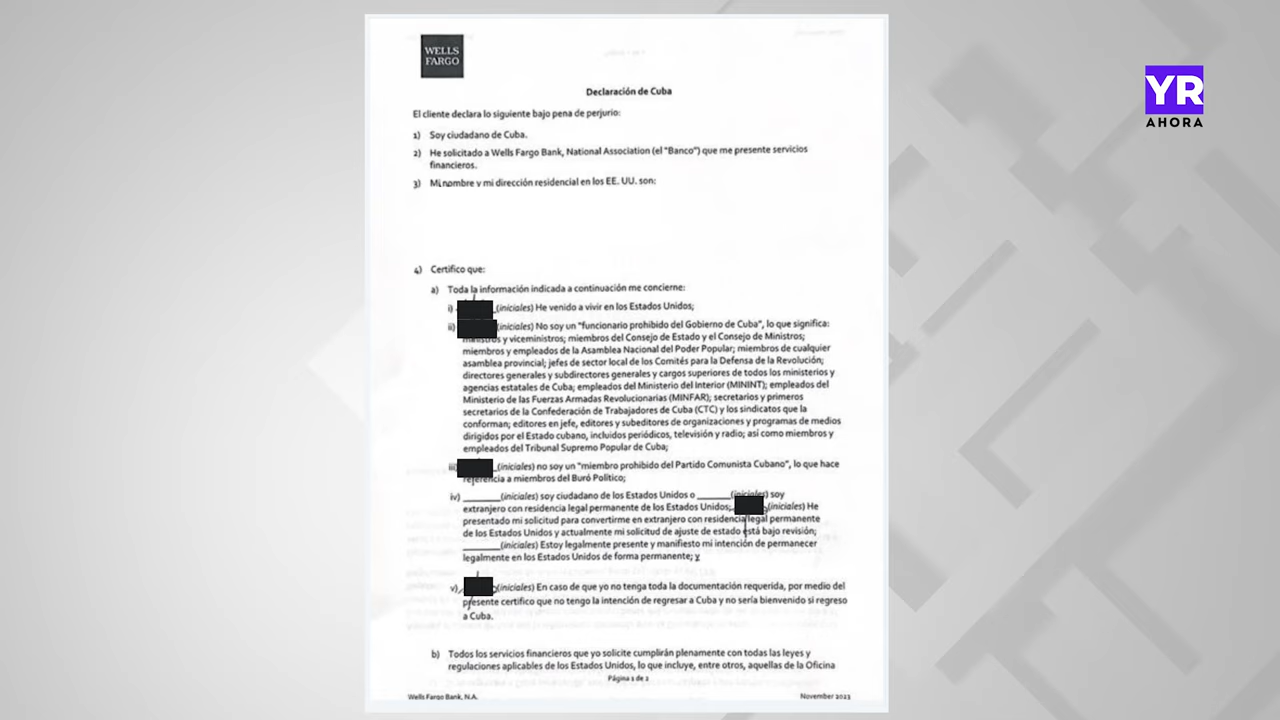 WELLS
FARGO
YR
AHORA
Declaración de Cuba
El cliente declara lo siguiente bajo pena de perjurio:
1) Soy ciudadano de Cuba.
2) He solicitado a Wells Fargo Bank, National Association (el "Banco") que me presente servicios
financieros.
3) Mi nombre y mi dirección residencial en los EE. UU. son:
4) Certifico que:
a) Toda la información indicada a continuación me concierne:
i) (iniciales) He venido a vivir en los Estados Unidos;
ii) (iniciales) No soy un "funcionario prohibido del Gobierno de Cuba", lo que significa:
ministros y viceministros; miembros del Consejo de Estado y el Consejo de Ministros;
miembros y empleados de la Asamblea Nacional del Poder Popular; miembros de cualquier
asamblea provincial; jefes de sector local de los Comités para la Defensa de la Revolución;
directores generales y subdirectores generales y cargos superiores de todos los ministerios y
agencias estatales de Cuba; empleados del Ministerio del Interior (MININT); empleados del
Ministerio de las Fuerzas Armadas Revolucionarias (MINFAR); secretarios y primeros
secretarios de la Confederación de Trabajadores de Cuba (CTC) y los sindicatos que la
conforman; editores en jefe, editores y subeditores de organizaciones y programas de medios
dirigidos por el Estado cubano, incluidos periódicos, televisión y radio; así como miembros y
empleados del Tribunal Supremo Popular de Cuba;
iii) (iniciales) no soy un "miembro prohibido del Partido Comunista Cubano", lo que hace
referencia a miembros del Buró Político;
iv) _______(iniciales) soy ciudadano de los Estados Unidos o ______(iniciales) soy
extranjero con residencia legal permanente de los Estados Unidos; (iniciales) He
presentado mi solicitud para convertirme en extranjero con residencia legal permanente
de los Estados Unidos y actualmente mi solicitud de ajuste de estado está bajo revisión;
_______(iniciales) Estoy legalmente presente y manifiesto mi intención de permanecer
legalmente en los Estados Unidos de forma permanente; y
v) (iniciales) En caso de que yo no tenga toda la documentación requerida, por medio del
presente certifico que no tengo la intención de regresar a Cuba y no sería bienvenido si regreso
a Cuba.
b) Todos los servicios financieros que yo solicite cumplirán plenamente con todas las leyes y
regulaciones aplicables de los Estados Unidos, lo que incluye, entre otros, aquellas de la Oficina
Página 1 de 2
Wells Fargo Bank, N.A. November 2023